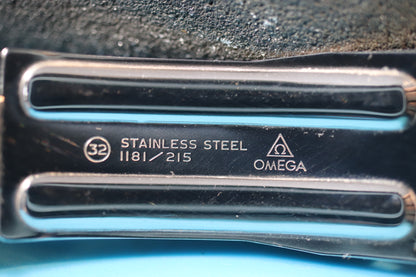 32 STAINLESS STEEL
1181/215
Ω
OMEGA